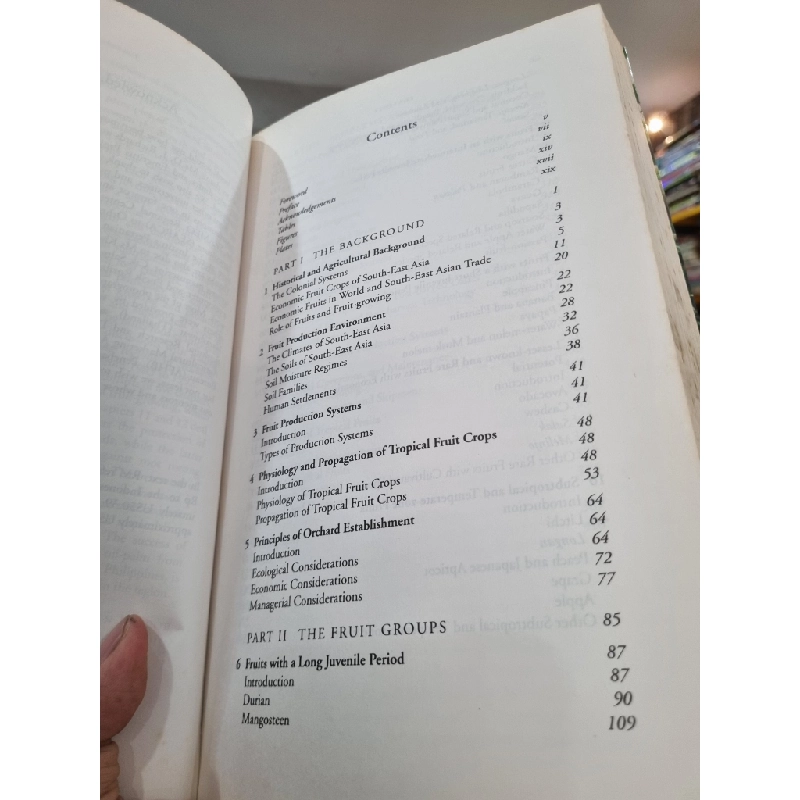 Contents
Foreword v
Preface vii
Acknowledgements ix
Tables xiv
Figures xvii
Plates xix
PART I THE BACKGROUND 1
1 Historical and Agricultural Background 3
The Colonial Systems 3
Economic Fruit Crops of South-East Asia 5
Economic Fruits in World and South-East Asian Trade 11
Role of Fruits and Fruit-growing 20
2 Fruit Production Environment 22
The Climates of South-East Asia 22
The Soils of South-East Asia 28
Soil Moisture Regimes 32
Soil Families 36
Human Settlements 38
3 Fruit Production Systems 41
Introduction 41
Types of Production Systems 41
4 Physiology and Propagation of Tropical Fruit Crops 48
Introduction 48
Physiology of Tropical Fruit Crops 48
Propagation of Tropical Fruit Crops 53
5 Principles of Orchard Establishment 64
Introduction 64
Ecological Considerations 64
Economic Considerations 72
Managerial Considerations 77
PART II THE FRUIT GROUPS 85
6 Fruits with a Long Juvenile Period 87
Introduction 87
Durian 90
Mangosteen 109